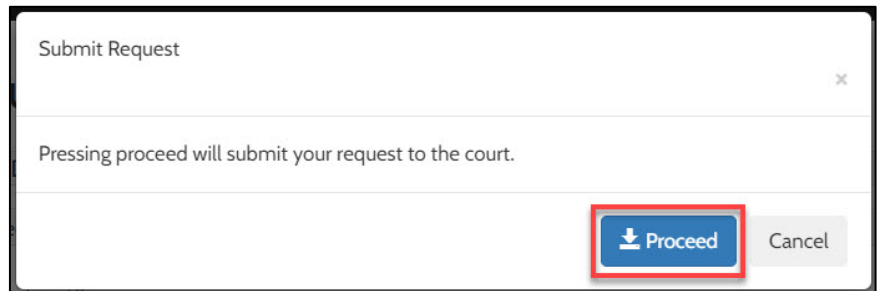 Submit Request
×
Pressing proceed will submit your request to the court.
Proceed Cancel